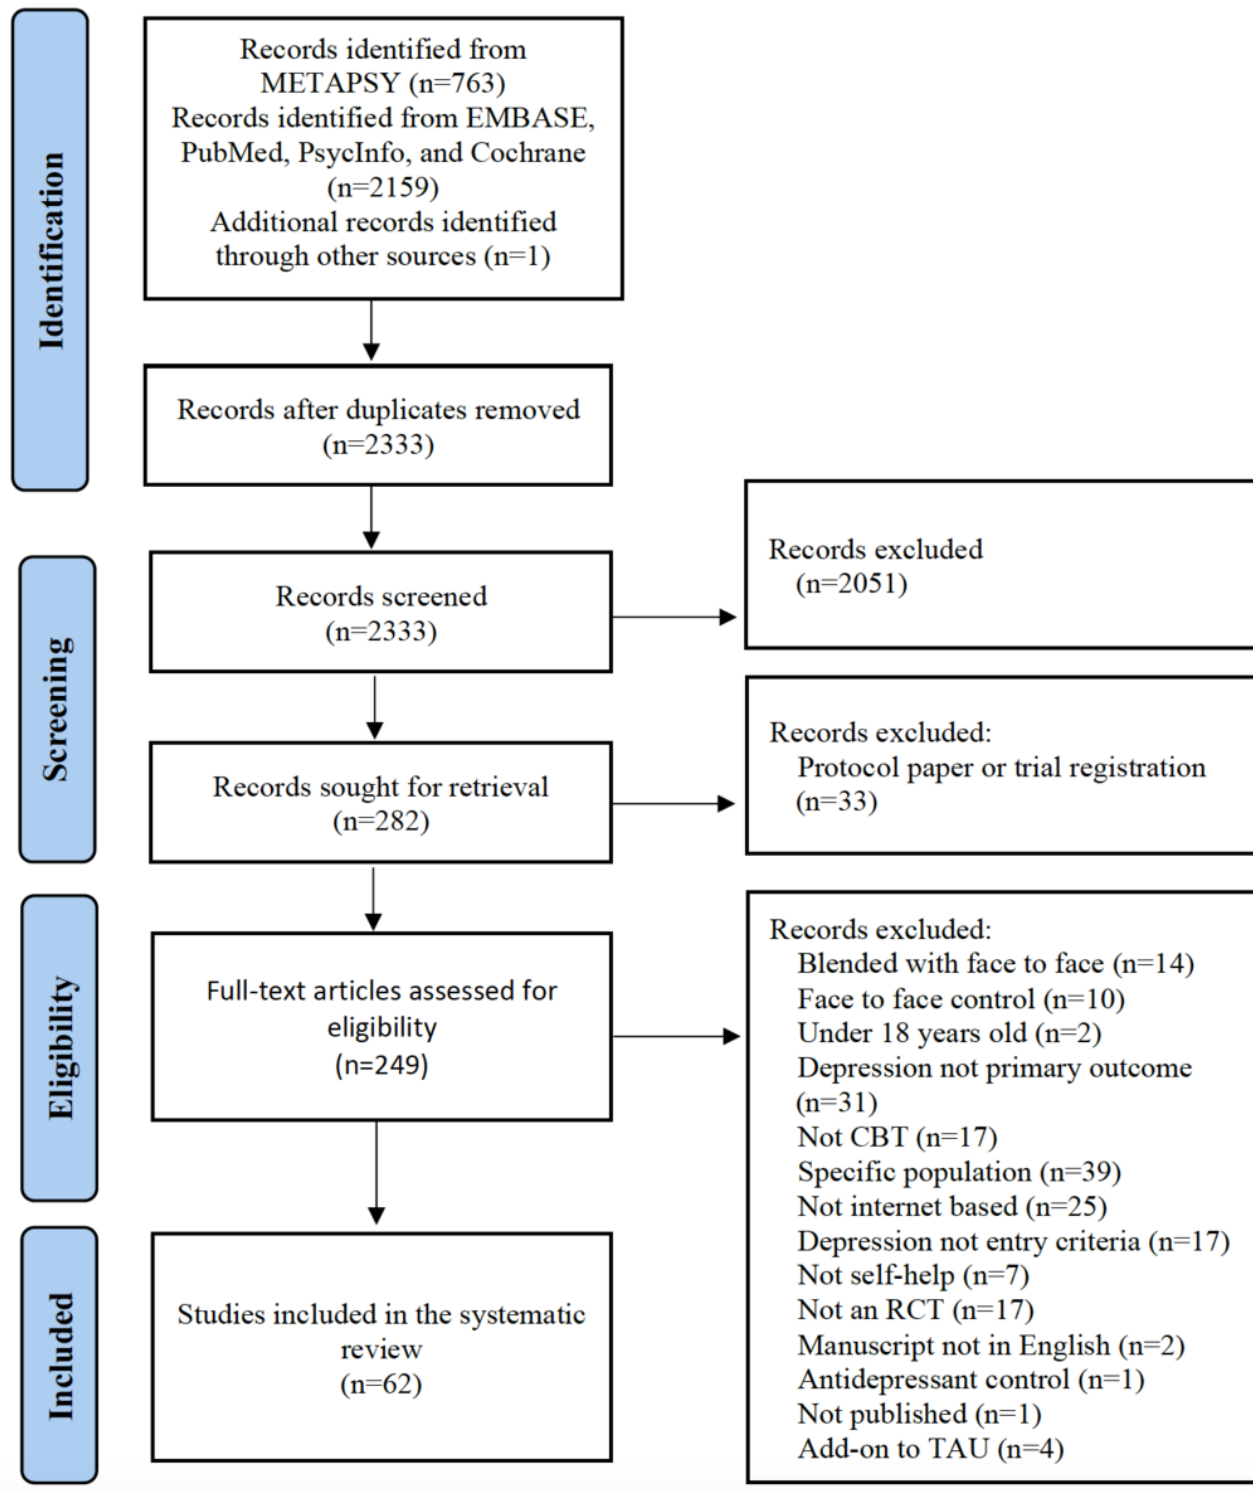 Identification
Records identified from
METAPSY (n=763)
Records identified from EMBASE,
PubMed, PsycInfo, and Cochrane
(n=2159)
Additional records identified
through other sources (n=1)
Records after duplicates removed
(n=2333)
Screening
Records screened
(n=2333)
Records excluded
(n=2051)
Records sought for retrieval
(n=282)
Records excluded:
Protocol paper or trial registration
(n=33)
Eligibility
Full-text articles assessed for
eligibility
(n=249)
Records excluded:
Blended with face to face (n=14)
Face to face control (n=10)
Under 18 years old (n=2)
Depression not primary outcome
(n=31)
Not CBT (n=17)
Specific population (n=39)
Not internet based (n=25)
Depression not entry criteria (n=17)
Not self-help (n=7)
Not an RCT (n=17)
Manuscript not in English (n=2)
Antidepressant control (n=1)
Not published (n=1)
Add-on to TAU (n=4)
Included
Studies included in the systematic
review
(n=62)